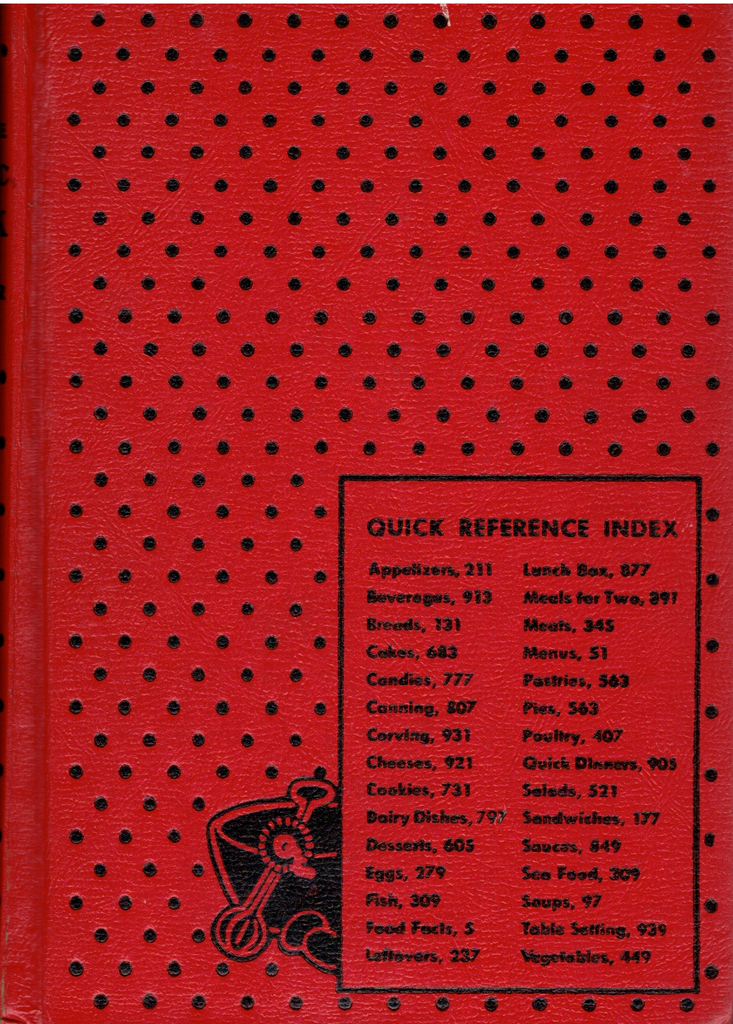 QUICK REFERENCE INDEX
Appetizers, 211
Beverages, 913
Breads, 131
Cakes, 683
Candies, 777
Canning, 807
Carving, 931
Cheeses, 921
Cookies, 731
Dairy Dishes, 797
Desserts, 605
Eggs, 279
Fish, 309
Food Facts, 5
Leftovers, 237
Lunch Box, 877
Meals for Two, 891
Meats, 345
Menus, 51
Pastries, 563
Pies, 563
Poultry, 407
Quick Dinners, 905
Salads, 521
Sandwiches, 177
Sauces, 849
Sea Food, 309
Soups, 97
Table Setting, 939
Vegetables, 449